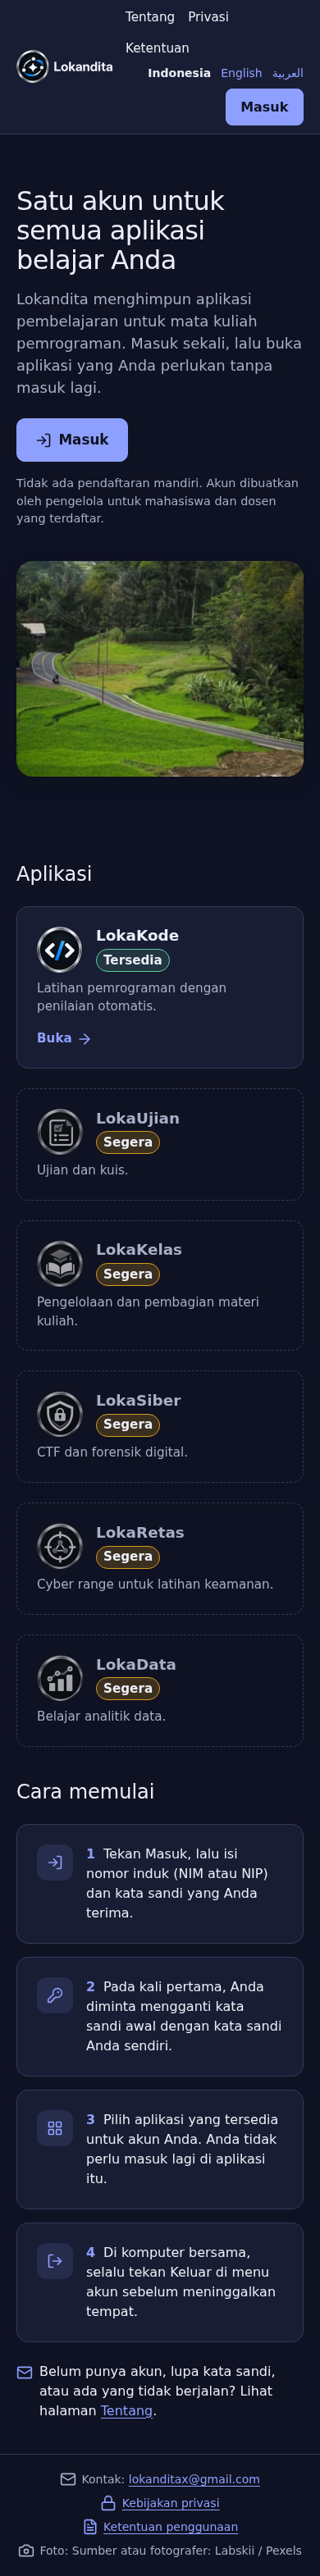 Tentang Privasi
Ketentuan
Lokandita
Indonesia English العربية
Masuk
Satu akun untuk
semua aplikasi
belajar Anda
Lokandita menghimpun aplikasi
pembelajaran untuk mata kuliah
pemrograman. Masuk sekali, lalu buka
aplikasi yang Anda perlukan tanpa
masuk lagi.
Masuk
Tidak ada pendaftaran mandiri. Akun dibuatkan
oleh pengelola untuk mahasiswa dan dosen
yang terdaftar.
Aplikasi
LokaKode
Tersedia
Latihan pemrograman dengan
penilaian otomatis.
Buka
LokaUjian
Segera
Ujian dan kuis.
LokaKelas
Segera
Pengelolaan dan pembagian materi
kuliah.
LokaSiber
Segera
CTF dan forensik digital.
LokaRetas
Segera
Cyber range untuk latihan keamanan.
LokaData
Segera
Belajar analitik data.
Cara memulai
1 Tekan Masuk, lalu isi
nomor induk (NIM atau NIP)
dan kata sandi yang Anda
terima.
2 Pada kali pertama, Anda
diminta mengganti kata
sandi awal dengan kata sandi
Anda sendiri.
3 Pilih aplikasi yang tersedia
untuk akun Anda. Anda tidak
perlu masuk lagi di aplikasi
itu.
4 Di komputer bersama,
selalu tekan Keluar di menu
akun sebelum meninggalkan
tempat.
Belum punya akun, lupa kata sandi,
atau ada yang tidak berjalan? Lihat
halaman Tentang.
Kontak: lokanditax@gmail.com
Kebijakan privasi
Ketentuan penggunaan
Foto: Sumber atau fotografer: Labskii / Pexels